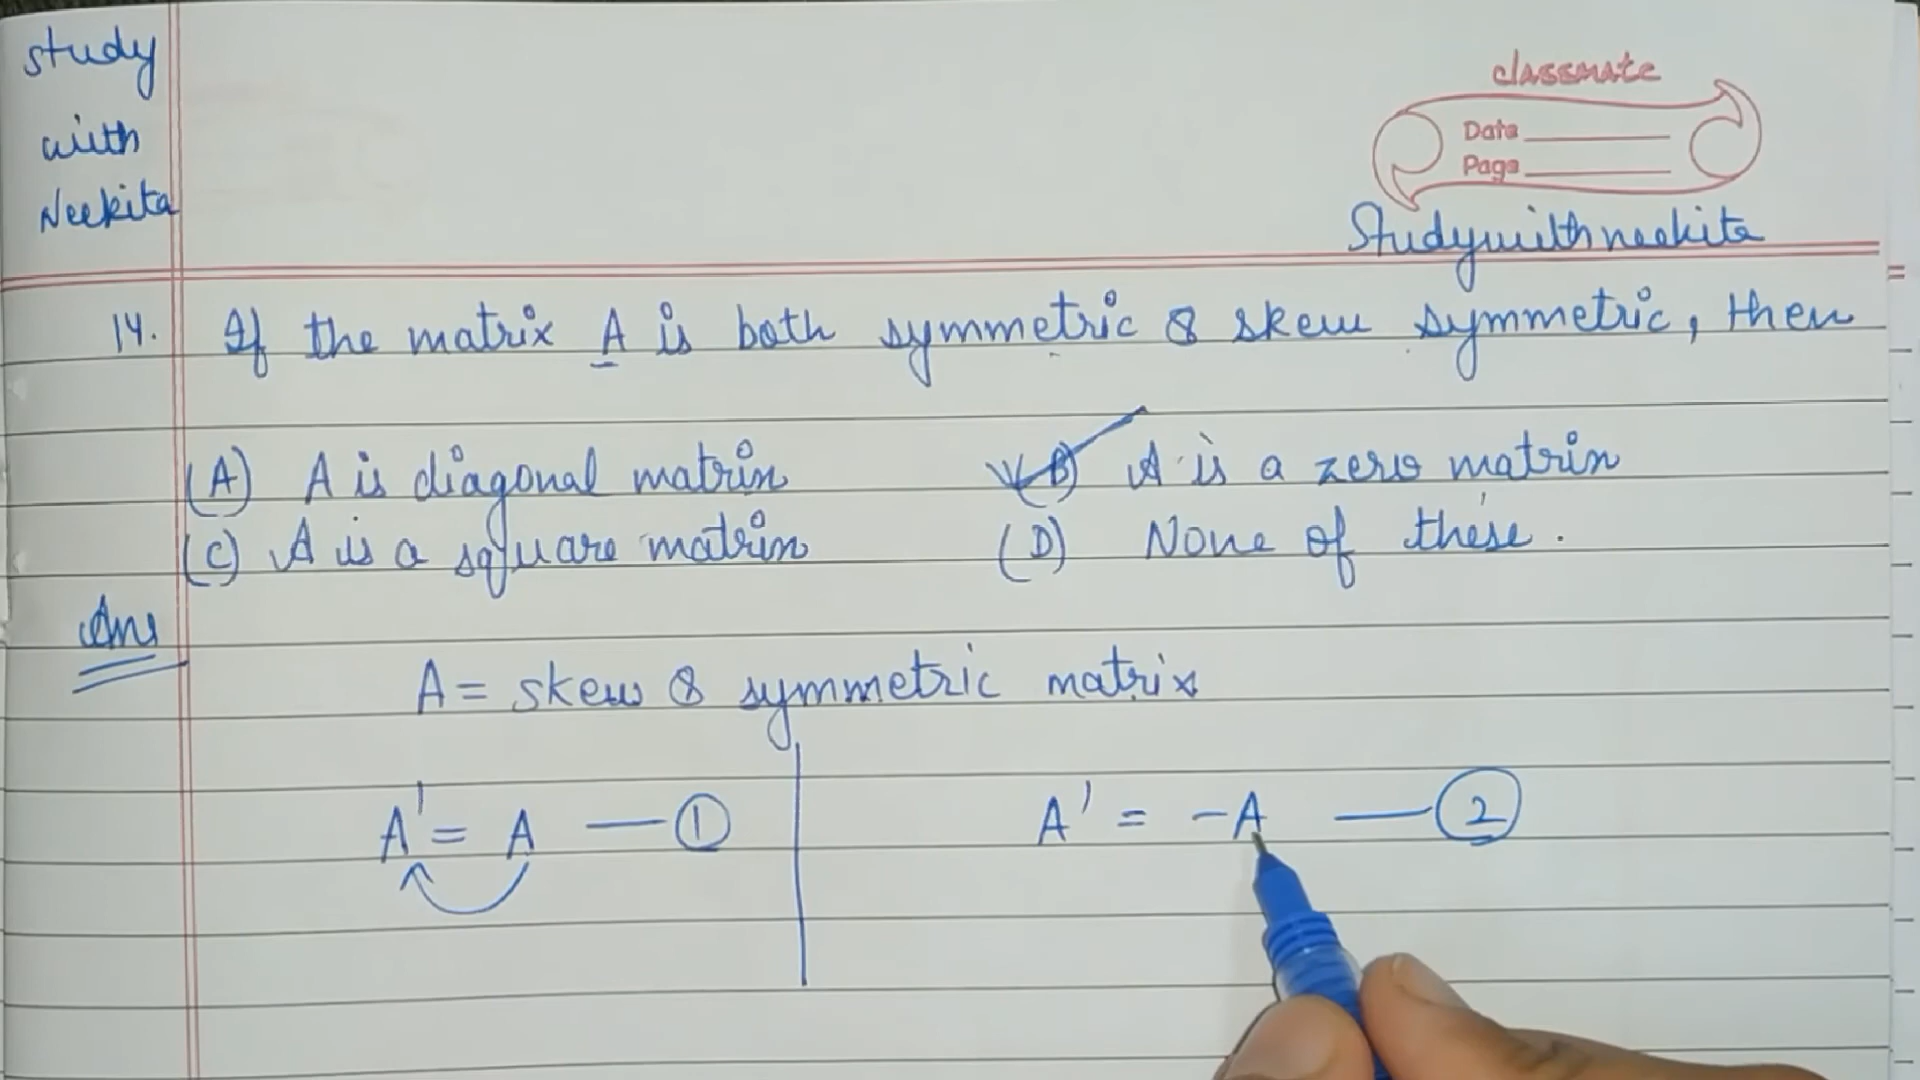 study
with
Neekita
classmate
Date
Page
Studywithneekita
14. If the matrix A is both symmetric & skew symmetric, then
(A) A is diagonal matrix (B) A is a zero matrix
(C) A is a square matrix (D) None of these.
Ans
A = skew & symmetric matrix
A' = A — ① A' = -A — ②